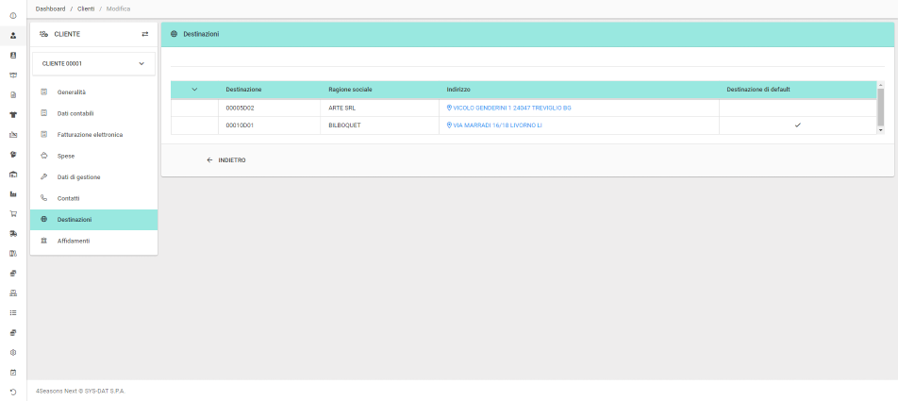 Dashboard / Clienti / Modifica
CLIENTE
CLIENTE 00001
Generalità
Dati contabili
Fatturazione elettronica
Spese
Dati di gestione
Contatti
Destinazioni
Affidamenti
Destinazioni
Destinazione Ragione sociale Indirizzo Destinazione di default
00005D02 ARTE SRL VICOLO GENDERINI 1 24047 TREVIGLIO BG
00010D01 BILBOQUET VIA MARRADI 16/18 LIVORNO LI
INDIETRO
4Seasons Next © SYS-DAT S.P.A.